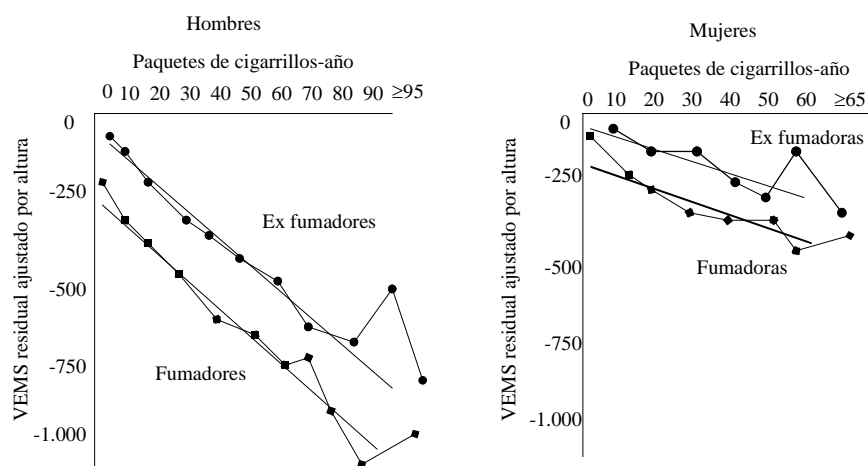 Hombres
Paquetes de cigarrillos-año
0 10 20 30 40 50 60 70 80 90 ≥95
VEMS residual ajustado por altura
0
-250
-500
-750
-1.000
Ex fumadores
Fumadores
Mujeres
Paquetes de cigarrillos-año
0 10 20 30 40 50 60 ≥65
VEMS residual ajustado por altura
0
-250
-500
-750
-1.000
Ex fumadoras
Fumadoras